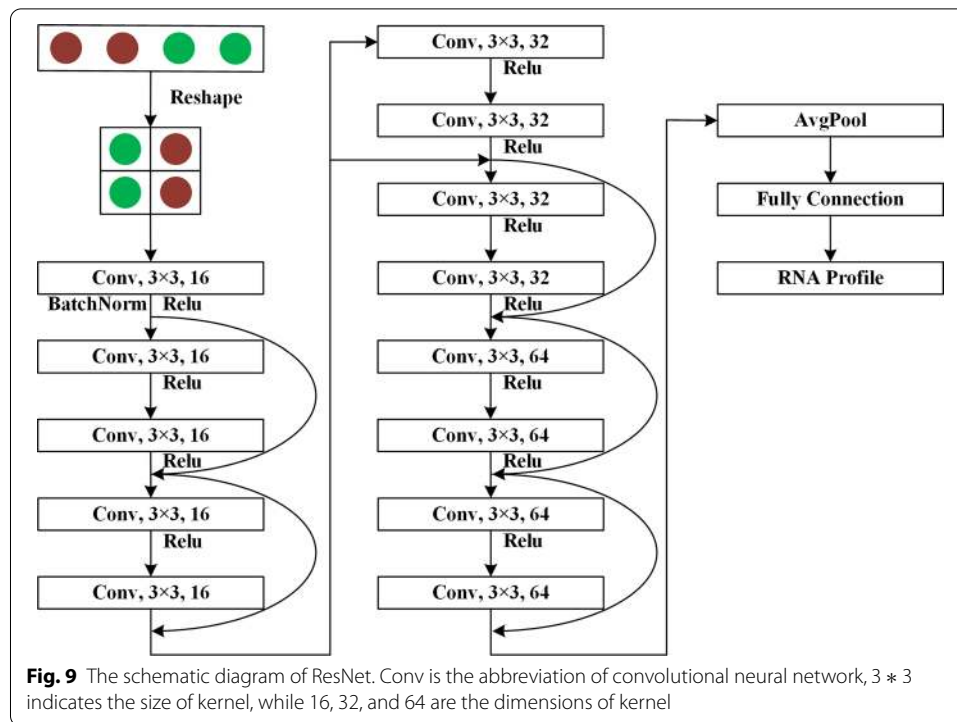 Reshape
Conv, 3×3, 16
BatchNorm Relu
Conv, 3×3, 16
Relu
Conv, 3×3, 16
Relu
Conv, 3×3, 16
Relu
Conv, 3×3, 16
Conv, 3×3, 32
Relu
Conv, 3×3, 32
Relu
Conv, 3×3, 32
Relu
Conv, 3×3, 32
Relu
Conv, 3×3, 64
Relu
Conv, 3×3, 64
Relu
Conv, 3×3, 64
Relu
Conv, 3×3, 64
AvgPool
Fully Connection
RNA Profile
Fig. 9 The schematic diagram of ResNet. Conv is the abbreviation of convolutional neural network, 3 ∗ 3
indicates the size of kernel, while 16, 32, and 64 are the dimensions of kernel